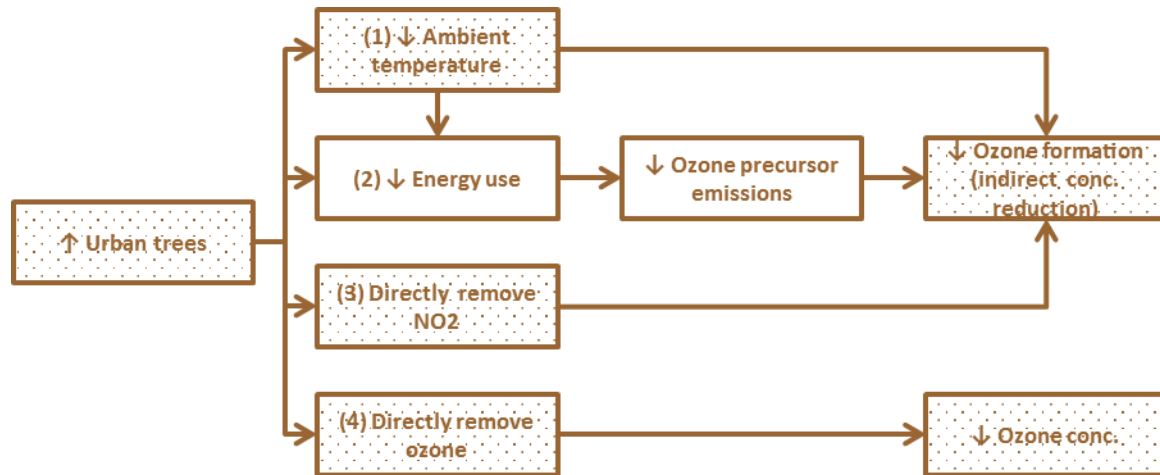 (1) ↓ Ambient
temperature
(2) ↓ Energy use
↓ Ozone precursor
emissions
↓ Ozone formation
(indirect conc.
reduction)
↑ Urban trees
(3) Directly remove
NO2
(4) Directly remove
ozone
↓ Ozone conc.